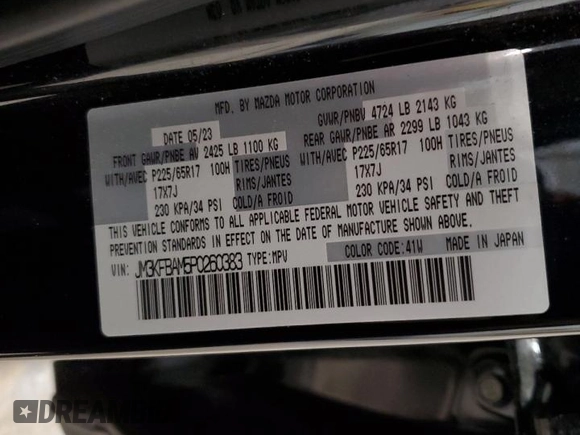 MFD. BY MAZDA MOTOR CORPORATION
DATE 05/23 GVWR/PNBV 4724 LB 2143 KG
FRONT GAWR/PNBE AV 2425 LB 1100 KG REAR GAWR/PNBE AR 2299 LB 1043 KG
WITH/AVEC P225/65R17 100H TIRES/PNEUS WITH/AVEC P225/65R17 100H TIRES/PNEUS
17X7J RIMS/JANTES 17X7J RIMS/JANTES
230 KPA/34 PSI COLD/A FROID 230 KPA/34 PSI COLD/A FROID
THIS VEHICLE CONFORMS TO ALL APPLICABLE FEDERAL MOTOR VEHICLE SAFETY AND THEFT
PREVENTION STANDARDS IN EFFECT ON THE DATE OF MANUFACTURE SHOWN ABOVE.
COLOR CODE:41W MADE IN JAPAN
VIN: JM3KFBAM5P0260383 TYPE:MPV